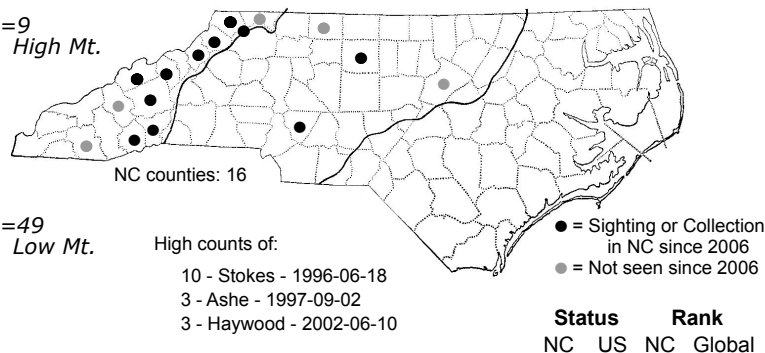 =9
High Mt.
NC counties: 16
=49
Low Mt.
High counts of:
10 - Stokes - 1996-06-18
3 - Ashe - 1997-09-02
3 - Haywood - 2002-06-10
= Sighting or Collection
in NC since 2006
= Not seen since 2006
Status Rank
NC US NC Global